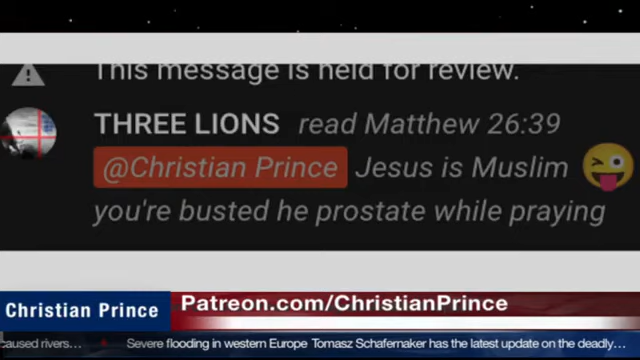 This message is held for review.
THREE LIONS read Matthew 26:39
@Christian Prince Jesus is Muslim 😜
you're busted he prostate while praying
Christian Prince
Patreon.com/ChristianPrince
caused rivers... Severe flooding in western Europe Tomasz Schafernaker has the latest update on the deadly...